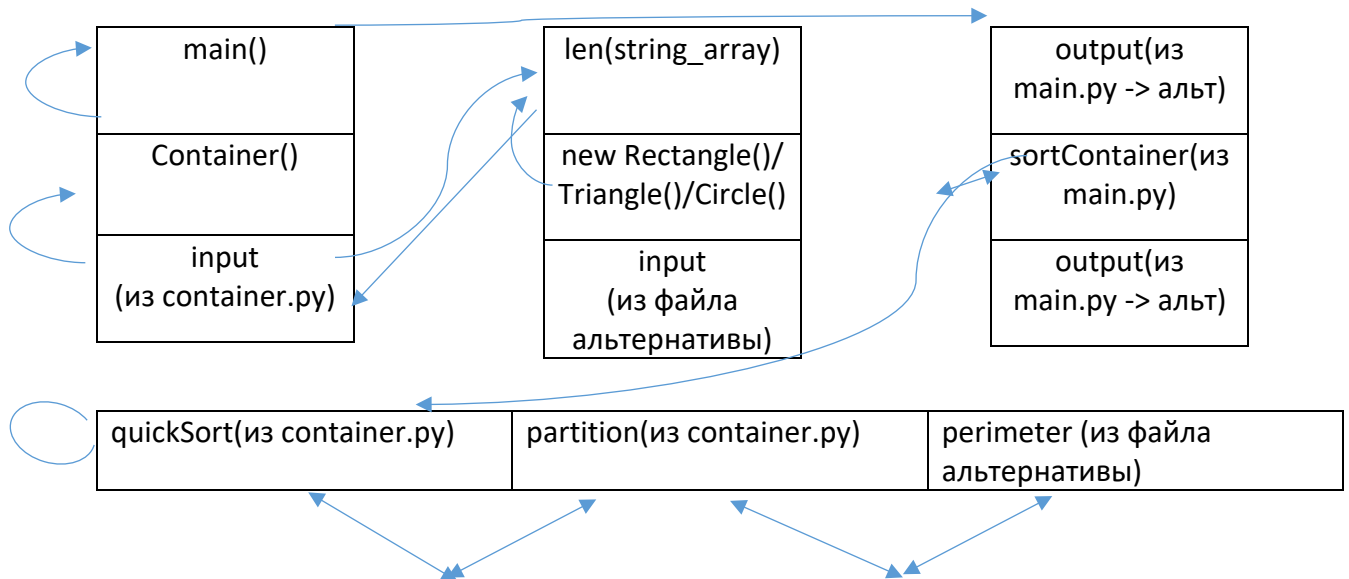 main()
Container()
input
(из container.py)
len(string_array)
new Rectangle()/
Triangle()/Circle()
input
(из файла
альтернативы)
output(из
main.py -> альт)
sortContainer(из
main.py)
output(из
main.py -> альт)
quickSort(из container.py)
partition(из container.py)
perimeter (из файла
альтернативы)